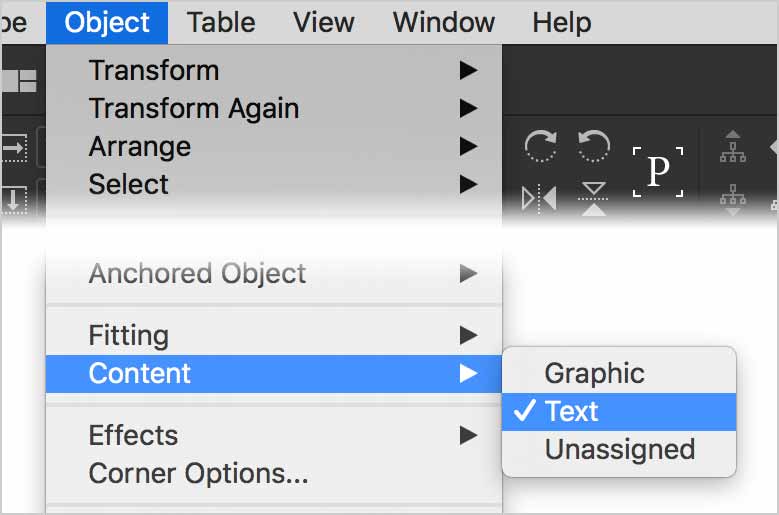 pe Object Table View Window Help
Transform
Transform Again
Arrange
Select
P
Anchored Object
Fitting
Content
Graphic
Text
Unassigned
Effects
Corner Options...